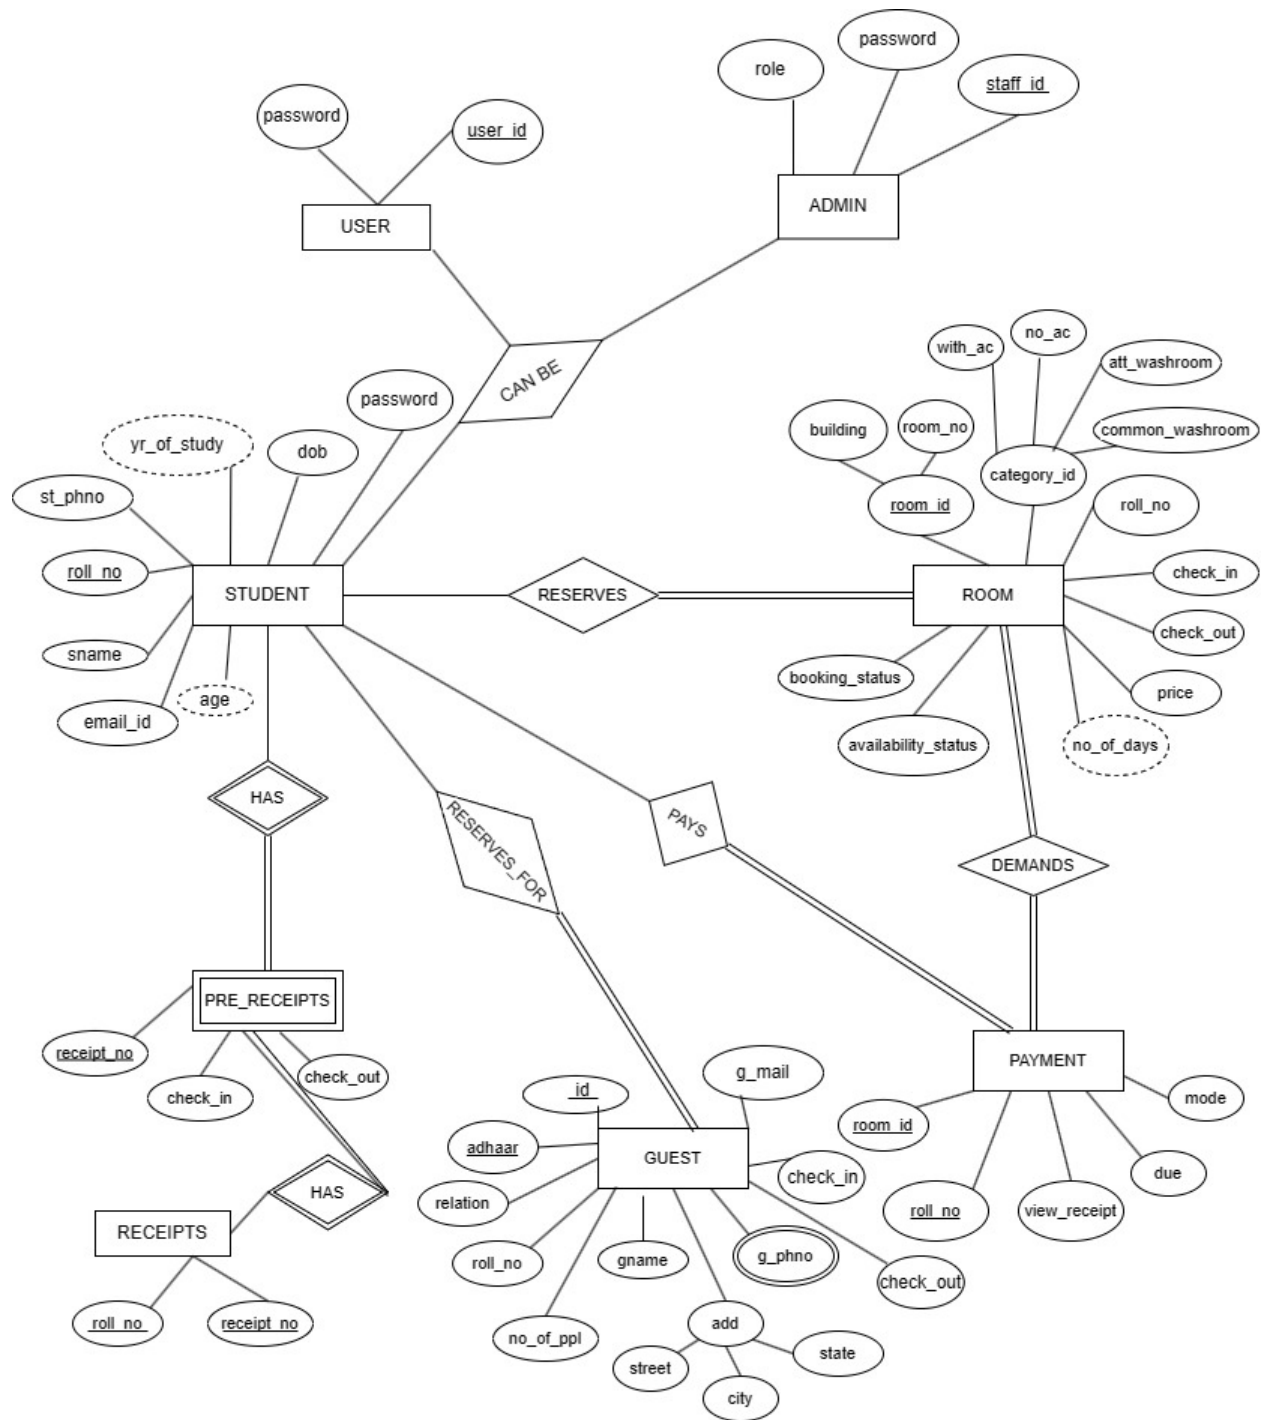 password
role
staff_id
password
user_id
ADMIN
USER
no_ac
with_ac
att_washroom
CAN BE
password
room_no
building
common_washroom
yr_of_study
dob
category_id
st_phno
room_id
roll_no
roll_no
check_in
STUDENT
RESERVES
ROOM
check_out
sname
booking_status
price
age
email_id
availability_status
no_of_days
HAS
RESERVES_FOR
PAYS
DEMANDS
PRE_RECEIPTS
receipt_no
check_in
check_out
PAYMENT
g_mail
mode
id
room_id
adhaar
GUEST
check_in
due
relation
roll_no
view_receipt
HAS
RECEIPTS
roll_no
gname
g_phno
check_out
roll_no
receipt_no
no_of_ppl
add
street
state
city